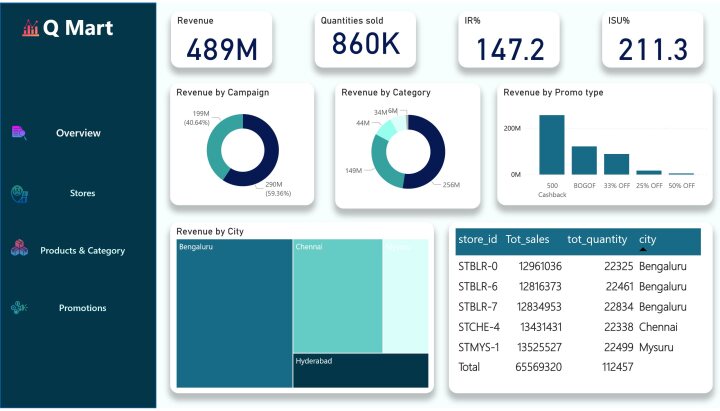 Q Mart
Overview
Stores
Products & Category
Promotions
Revenue
489M
Quantities sold
860K
IR%
147.2
ISU%
211.3
Revenue by Campaign
199M
(40.64%)
290M
(59.36%)
Revenue by Category
34M
6M
44M
149M
256M
Revenue by Promo type
200M
0M
500 Cashback
BOGOF
33% OFF
25% OFF
50% OFF
Revenue by City
Bengaluru
Chennai
Mysuru
Hyderabad
store_id Tot_sales tot_quantity city
STBLR-0 12961036 22325 Bengaluru
STBLR-6 12816373 22461 Bengaluru
STBLR-7 12834953 22834 Bengaluru
STCHE-4 13431431 22338 Chennai
STMYS-1 13525527 22499 Mysuru
Total 65569320 112457